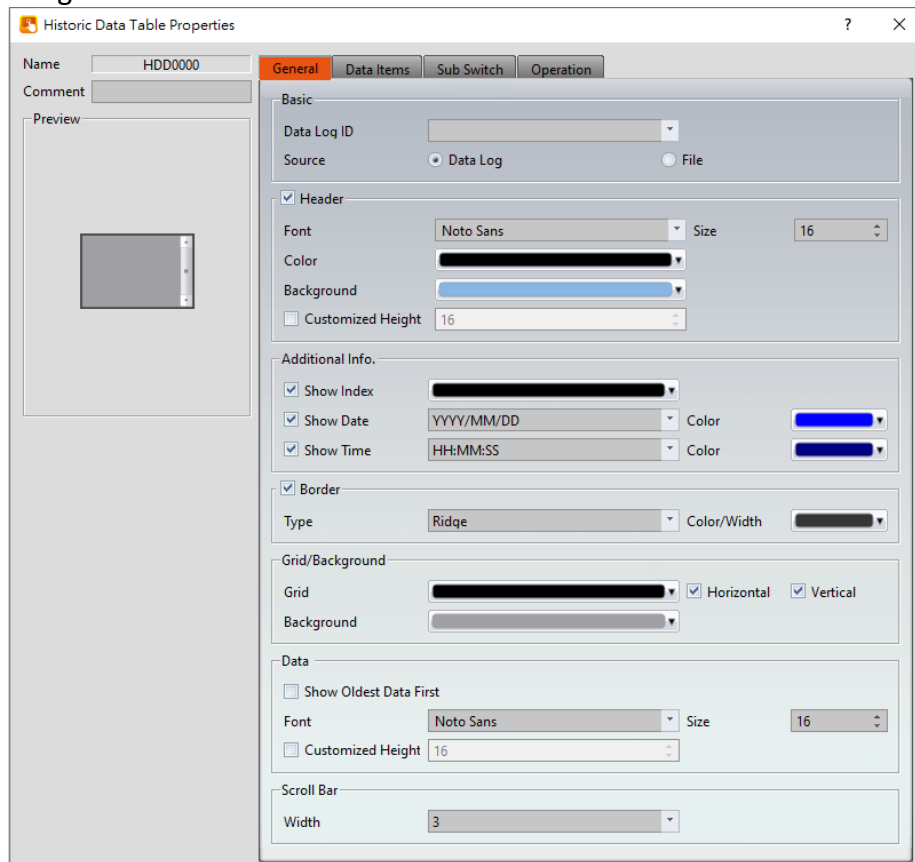 Historic Data Table Properties ? ×
Name HDD0000
Comment
Preview
General Data Items Sub Switch Operation
Basic
Data Log ID
Source Data Log File
Header
Font Noto Sans Size 16
Color
Background
Customized Height 16
Additional Info.
Show Index
Show Date YYYY/MM/DD Color
Show Time HH:MM:SS Color
Border
Type Ridge Color/Width
Grid/Background
Grid Horizontal Vertical
Background
Data
Show Oldest Data First
Font Noto Sans Size 16
Customized Height 16
Scroll Bar
Width 3